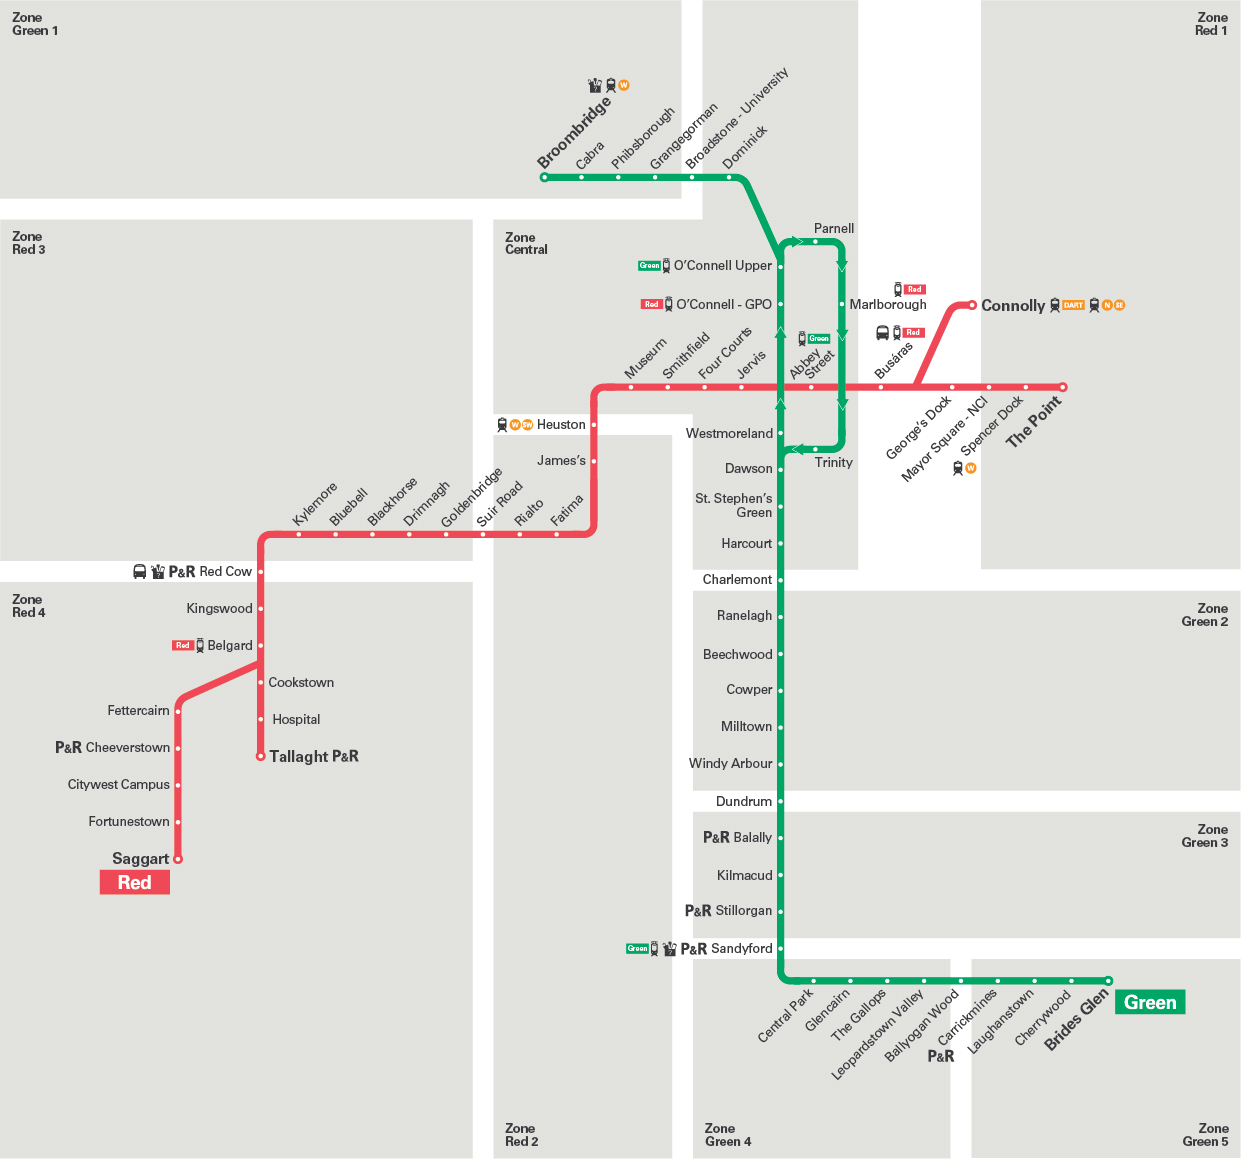 Zone
Green 1
Zone
Red 1
W
Broombridge
Cabra
Phibsborough
Grangegorman
Broadstone - University
Dominick
Zone
Red 3
Zone
Central
Parnell
Green O'Connell Upper
Red O'Connell - GPO
Marlborough
Red
Connolly DART N SE
Green
Red
Museum
Smithfield
Four Courts
Jervis
Abbey
Street
Busáras
George's Dock
Mayor Square - NCI
Spencer Dock
The Point
W
W SW Heuston
Westmoreland
James's
Trinity
Dawson
St. Stephen's
Green
Harcourt
Charlemont
Kylemore
Bluebell
Blackhorse
Drimnagh
Goldenbridge
Suir Road
Rialto
Fatima
P&R Red Cow
Zone
Red 4
Kingswood
Red Belgard
Cookstown
Hospital
Tallaght P&R
Fettercairn
P&R Cheeverstown
Citywest Campus
Fortunestown
Saggart
Red
Zone
Green 2
Ranelagh
Beechwood
Cowper
Milltown
Windy Arbour
Dundrum
Zone
Green 3
P&R Balally
Kilmacud
P&R Stillorgan
Green P&R Sandyford
Central Park
Glencairn
The Gallops
Leopardstown Valley
Ballyogan Wood
Carrickmines
P&R
Laughanstown
Cherrywood
Brides Glen
Green
Zone
Red 2
Zone
Green 4
Zone
Green 5